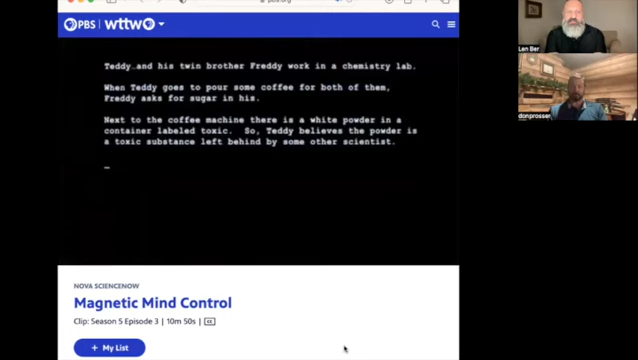 pbs.org
PBS wttw
Teddy and his twin brother Freddy work in a chemistry lab.
When Teddy goes to pour some coffee for both of them,
Freddy asks for sugar in his.
Next to the coffee machine there is a white powder in a
container labeled toxic. So, Teddy believes the powder is
a toxic substance left behind by some other scientist.
NOVA SCIENCENOW
Magnetic Mind Control
Clip: Season 5 Episode 3 | 10m 50s | CC
+ My List
Len Ber
donprosser